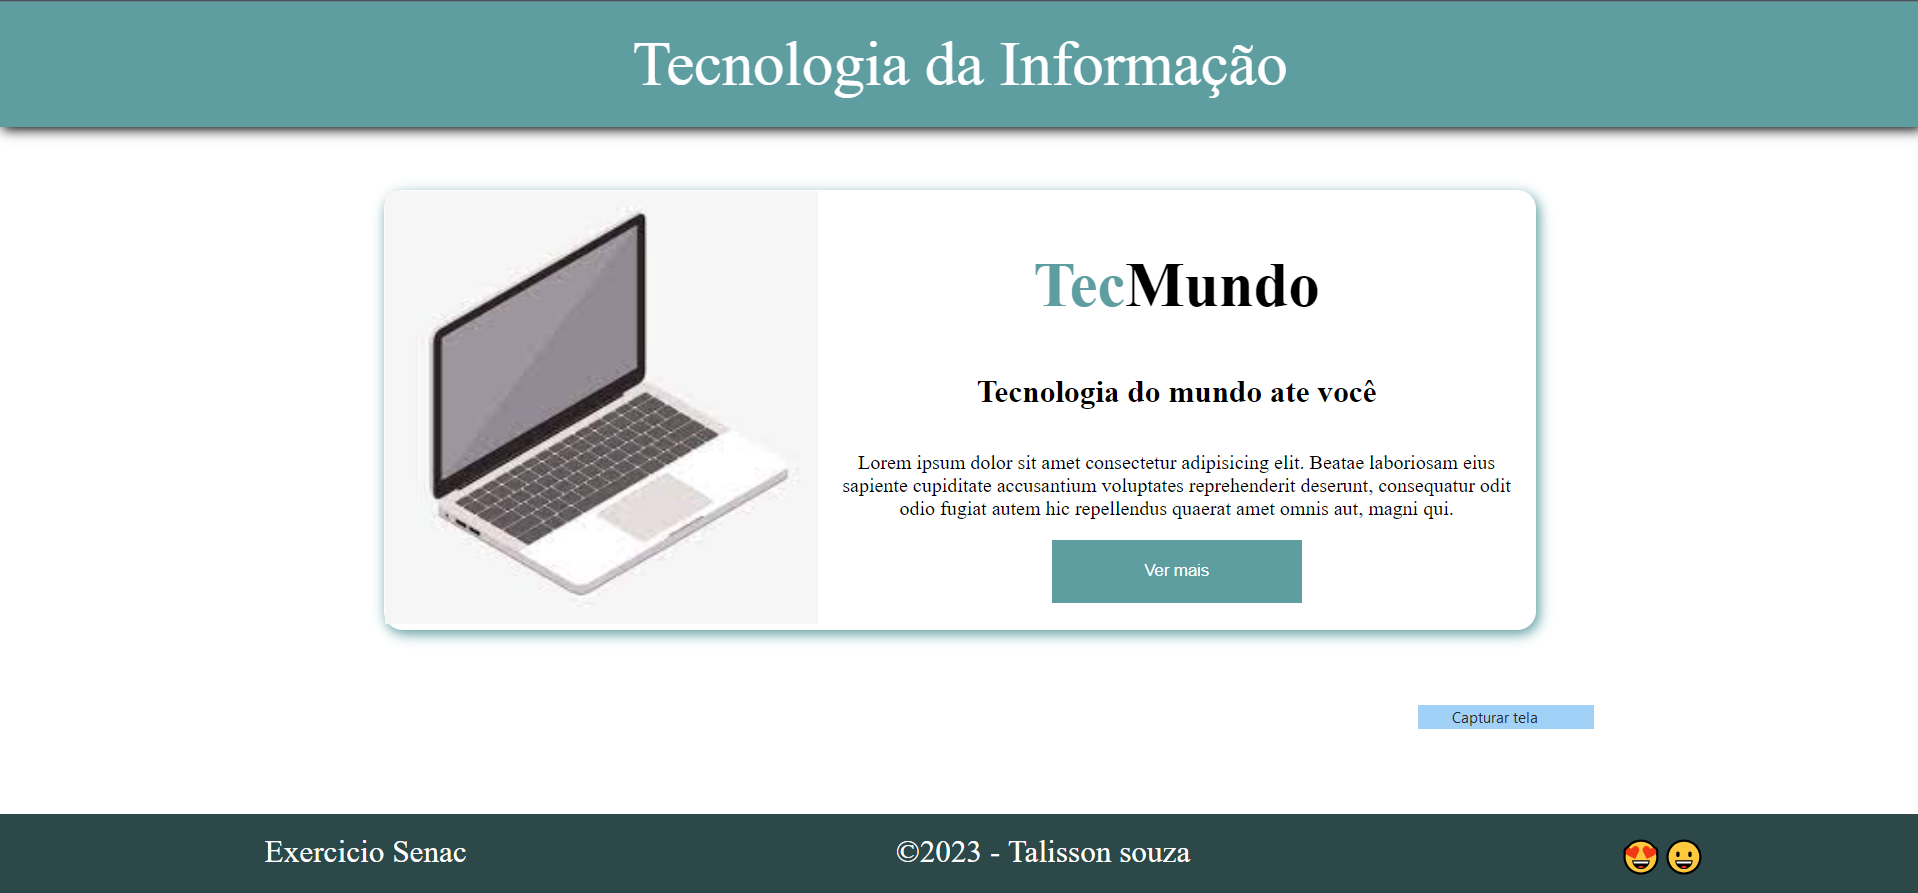 Tecnologia da Informação
TecMundo
Tecnologia do mundo ate você
Lorem ipsum dolor sit amet consectetur adipisicing elit. Beatae laboriosam eius
sapiente cupiditate accusantium voluptates reprehenderit deserunt, consequatur odit
odio fugiat autem hic repellendus quaerat amet omnis aut, magni qui.
Ver mais
Capturar tela
Exercicio Senac
©2023 - Talisson souza